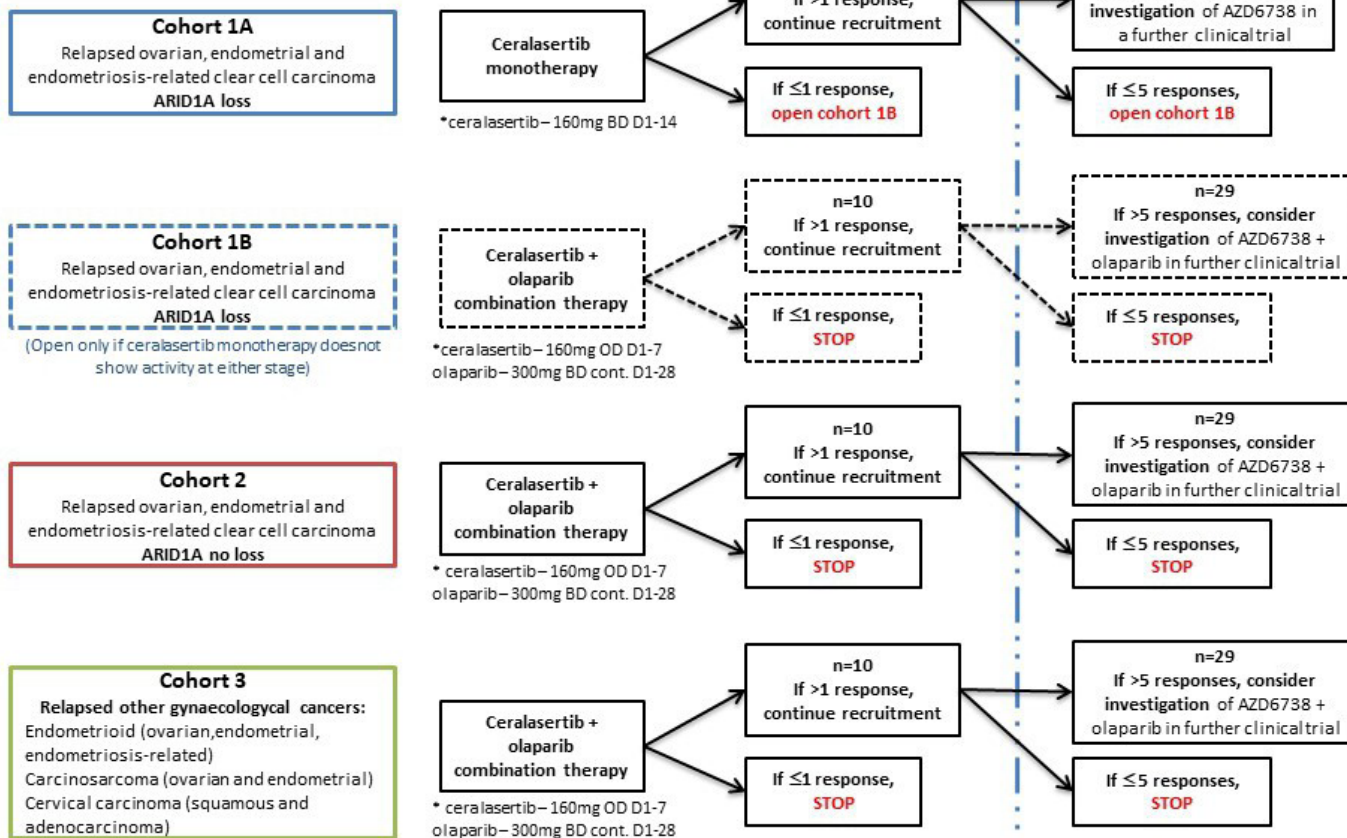 Cohort 1A
Relapsed ovarian, endometrial and
endometriosis-related clear cell carcinoma
ARID1A loss
Ceralasertib
monotherapy
*ceralasertib – 160mg BD D1-14
If >1 response,
continue recruitment
If ≤1 response,
open cohort 1B
investigation of AZD6738 in
a further clinical trial
If ≤5 responses,
open cohort 1B
Cohort 1B
Relapsed ovarian, endometrial and
endometriosis-related clear cell carcinoma
ARID1A loss
(Open only if ceralasertib monotherapy does not
show activity at either stage)
Ceralasertib +
olaparib
combination therapy
*ceralasertib – 160mg OD D1-7
olaparib – 300mg BD cont. D1-28
n=10
If >1 response,
continue recruitment
If ≤1 response,
STOP
n=29
If >5 responses, consider
investigation of AZD6738 +
olaparib in further clinical trial
If ≤5 responses,
STOP
Cohort 2
Relapsed ovarian, endometrial and
endometriosis-related clear cell carcinoma
ARID1A no loss
Ceralasertib +
olaparib
combination therapy
* ceralasertib – 160mg OD D1-7
olaparib – 300mg BD cont. D1-28
n=10
If >1 response,
continue recruitment
If ≤1 response,
STOP
n=29
If >5 responses, consider
investigation of AZD6738 +
olaparib in further clinical trial
If ≤5 responses,
STOP
Cohort 3
Relapsed other gynaecologycal cancers:
Endometrioid (ovarian,endometrial,
endometriosis-related)
Carcinosarcoma (ovarian and endometrial)
Cervical carcinoma (squamous and
adenocarcinoma)
Ceralasertib +
olaparib
combination therapy
* ceralasertib – 160mg OD D1-7
olaparib – 300mg BD cont. D1-28
n=10
If >1 response,
continue recruitment
If ≤1 response,
STOP
n=29
If >5 responses, consider
investigation of AZD6738 +
olaparib in further clinical trial
If ≤5 responses,
STOP